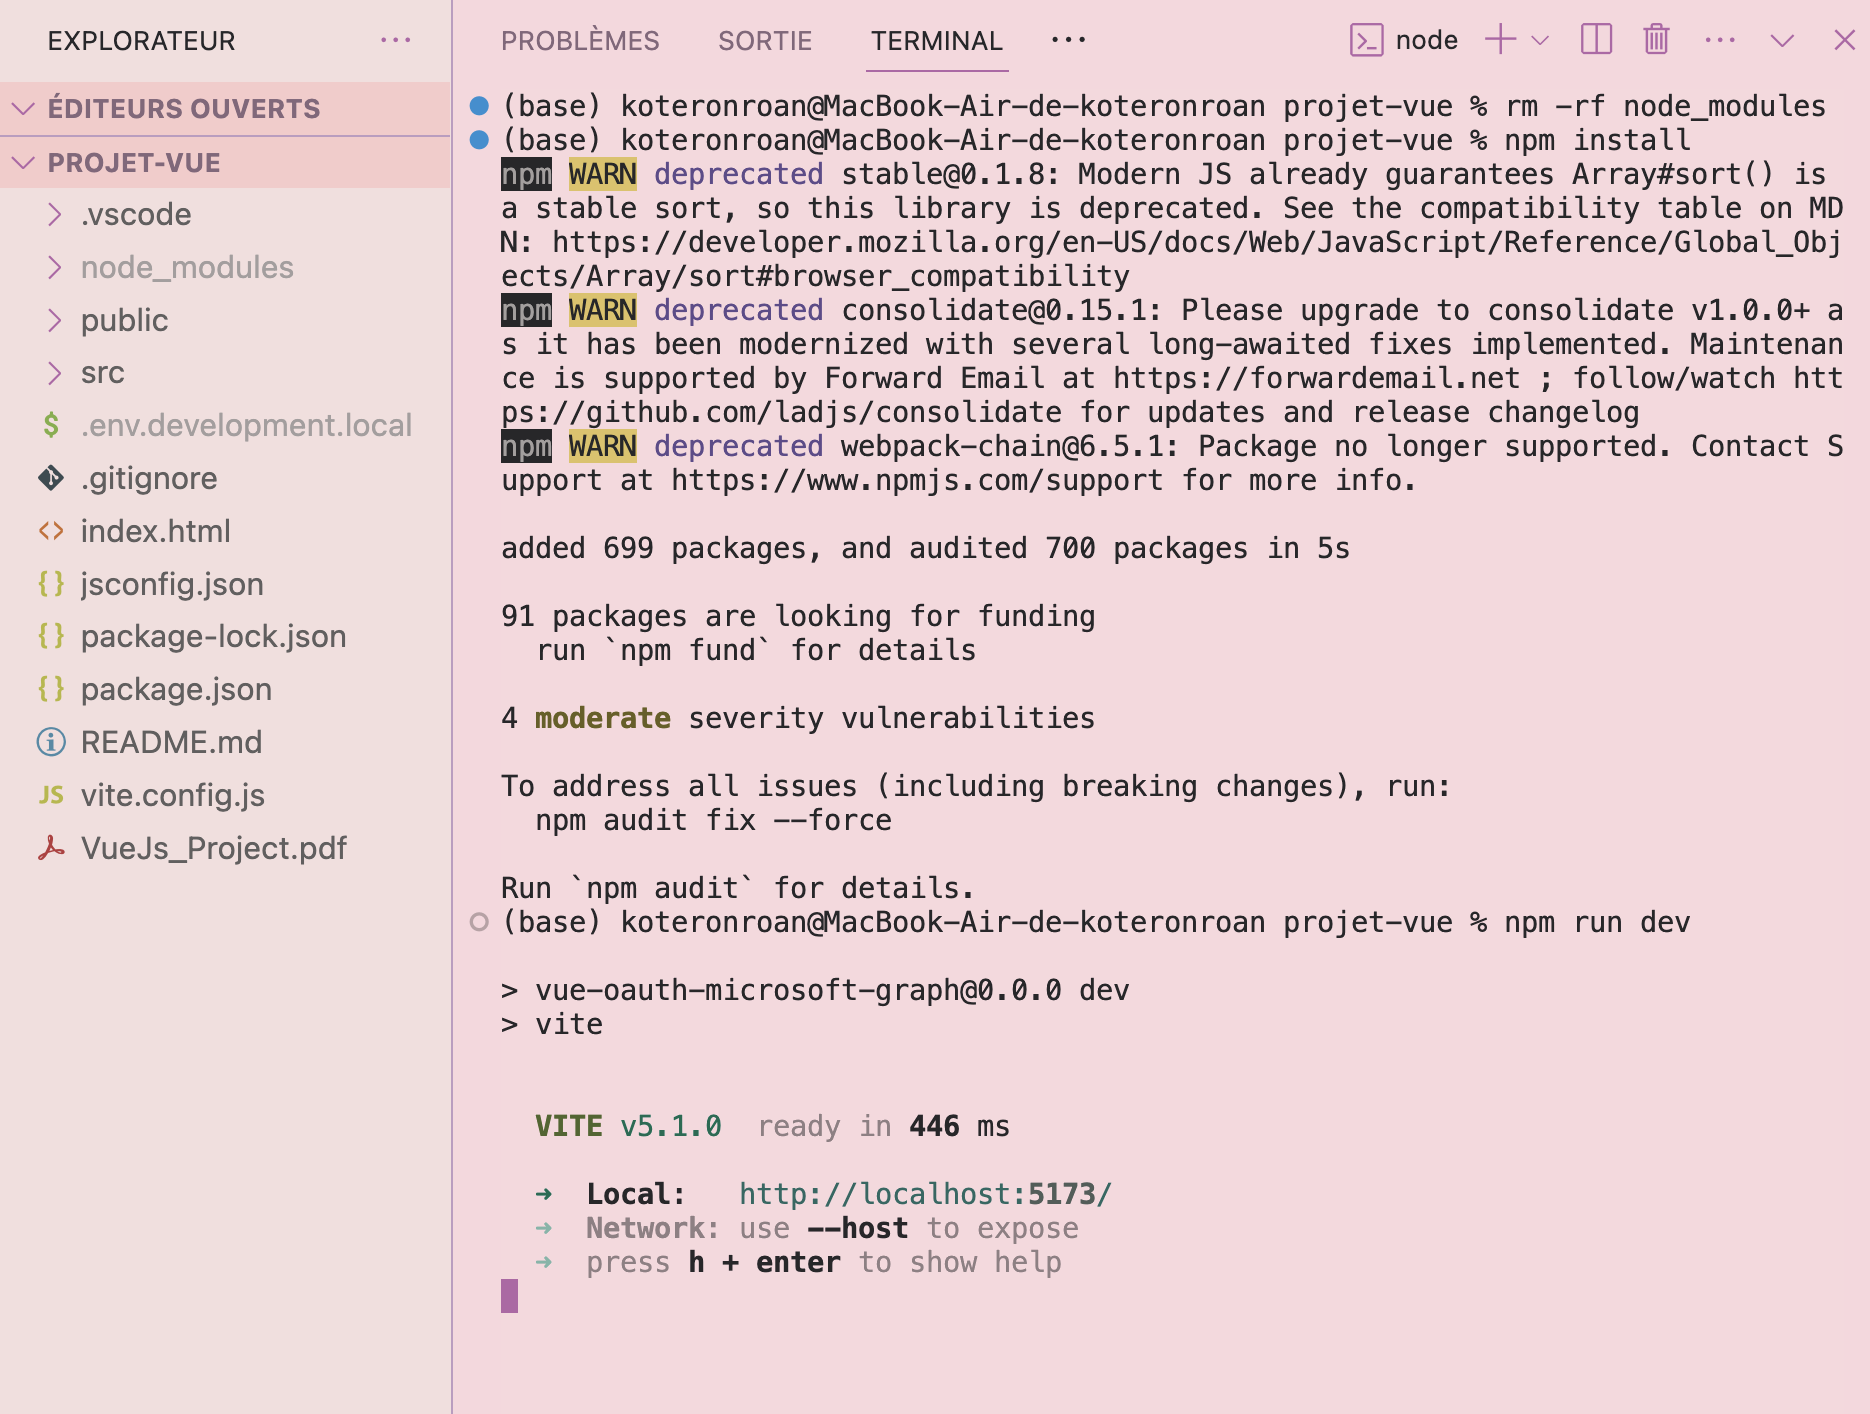 EXPLORATEUR
ÉDITEURS OUVERTS
PROJET-VUE
.vscode
node_modules
public
src
.env.development.local
.gitignore
index.html
jsconfig.json
package-lock.json
package.json
README.md
vite.config.js
VueJs_Project.pdf
PROBLÈMES SORTIE TERMINAL node
(base) koteronroan@MacBook-Air-de-koteronroan projet-vue % rm -rf node_modules
(base) koteronroan@MacBook-Air-de-koteronroan projet-vue % npm install
npm WARN deprecated stable@0.1.8: Modern JS already guarantees Array#sort() is
a stable sort, so this library is deprecated. See the compatibility table on MD
N: https://developer.mozilla.org/en-US/docs/Web/JavaScript/Reference/Global_Obj
ects/Array/sort#browser_compatibility
npm WARN deprecated consolidate@0.15.1: Please upgrade to consolidate v1.0.0+ a
s it has been modernized with several long-awaited fixes implemented. Maintenan
ce is supported by Forward Email at https://forwardemail.net ; follow/watch htt
ps://github.com/ladjs/consolidate for updates and release changelog
npm WARN deprecated webpack-chain@6.5.1: Package no longer supported. Contact S
upport at https://www.npmjs.com/support for more info.
added 699 packages, and audited 700 packages in 5s
91 packages are looking for funding
run `npm fund` for details
4 moderate severity vulnerabilities
To address all issues (including breaking changes), run:
npm audit fix --force
Run `npm audit` for details.
(base) koteronroan@MacBook-Air-de-koteronroan projet-vue % npm run dev
> vue-oauth-microsoft-graph@0.0.0 dev
> vite
VITE v5.1.0 ready in 446 ms
➜ Local: http://localhost:5173/
➜ Network: use --host to expose
➜ press h + enter to show help